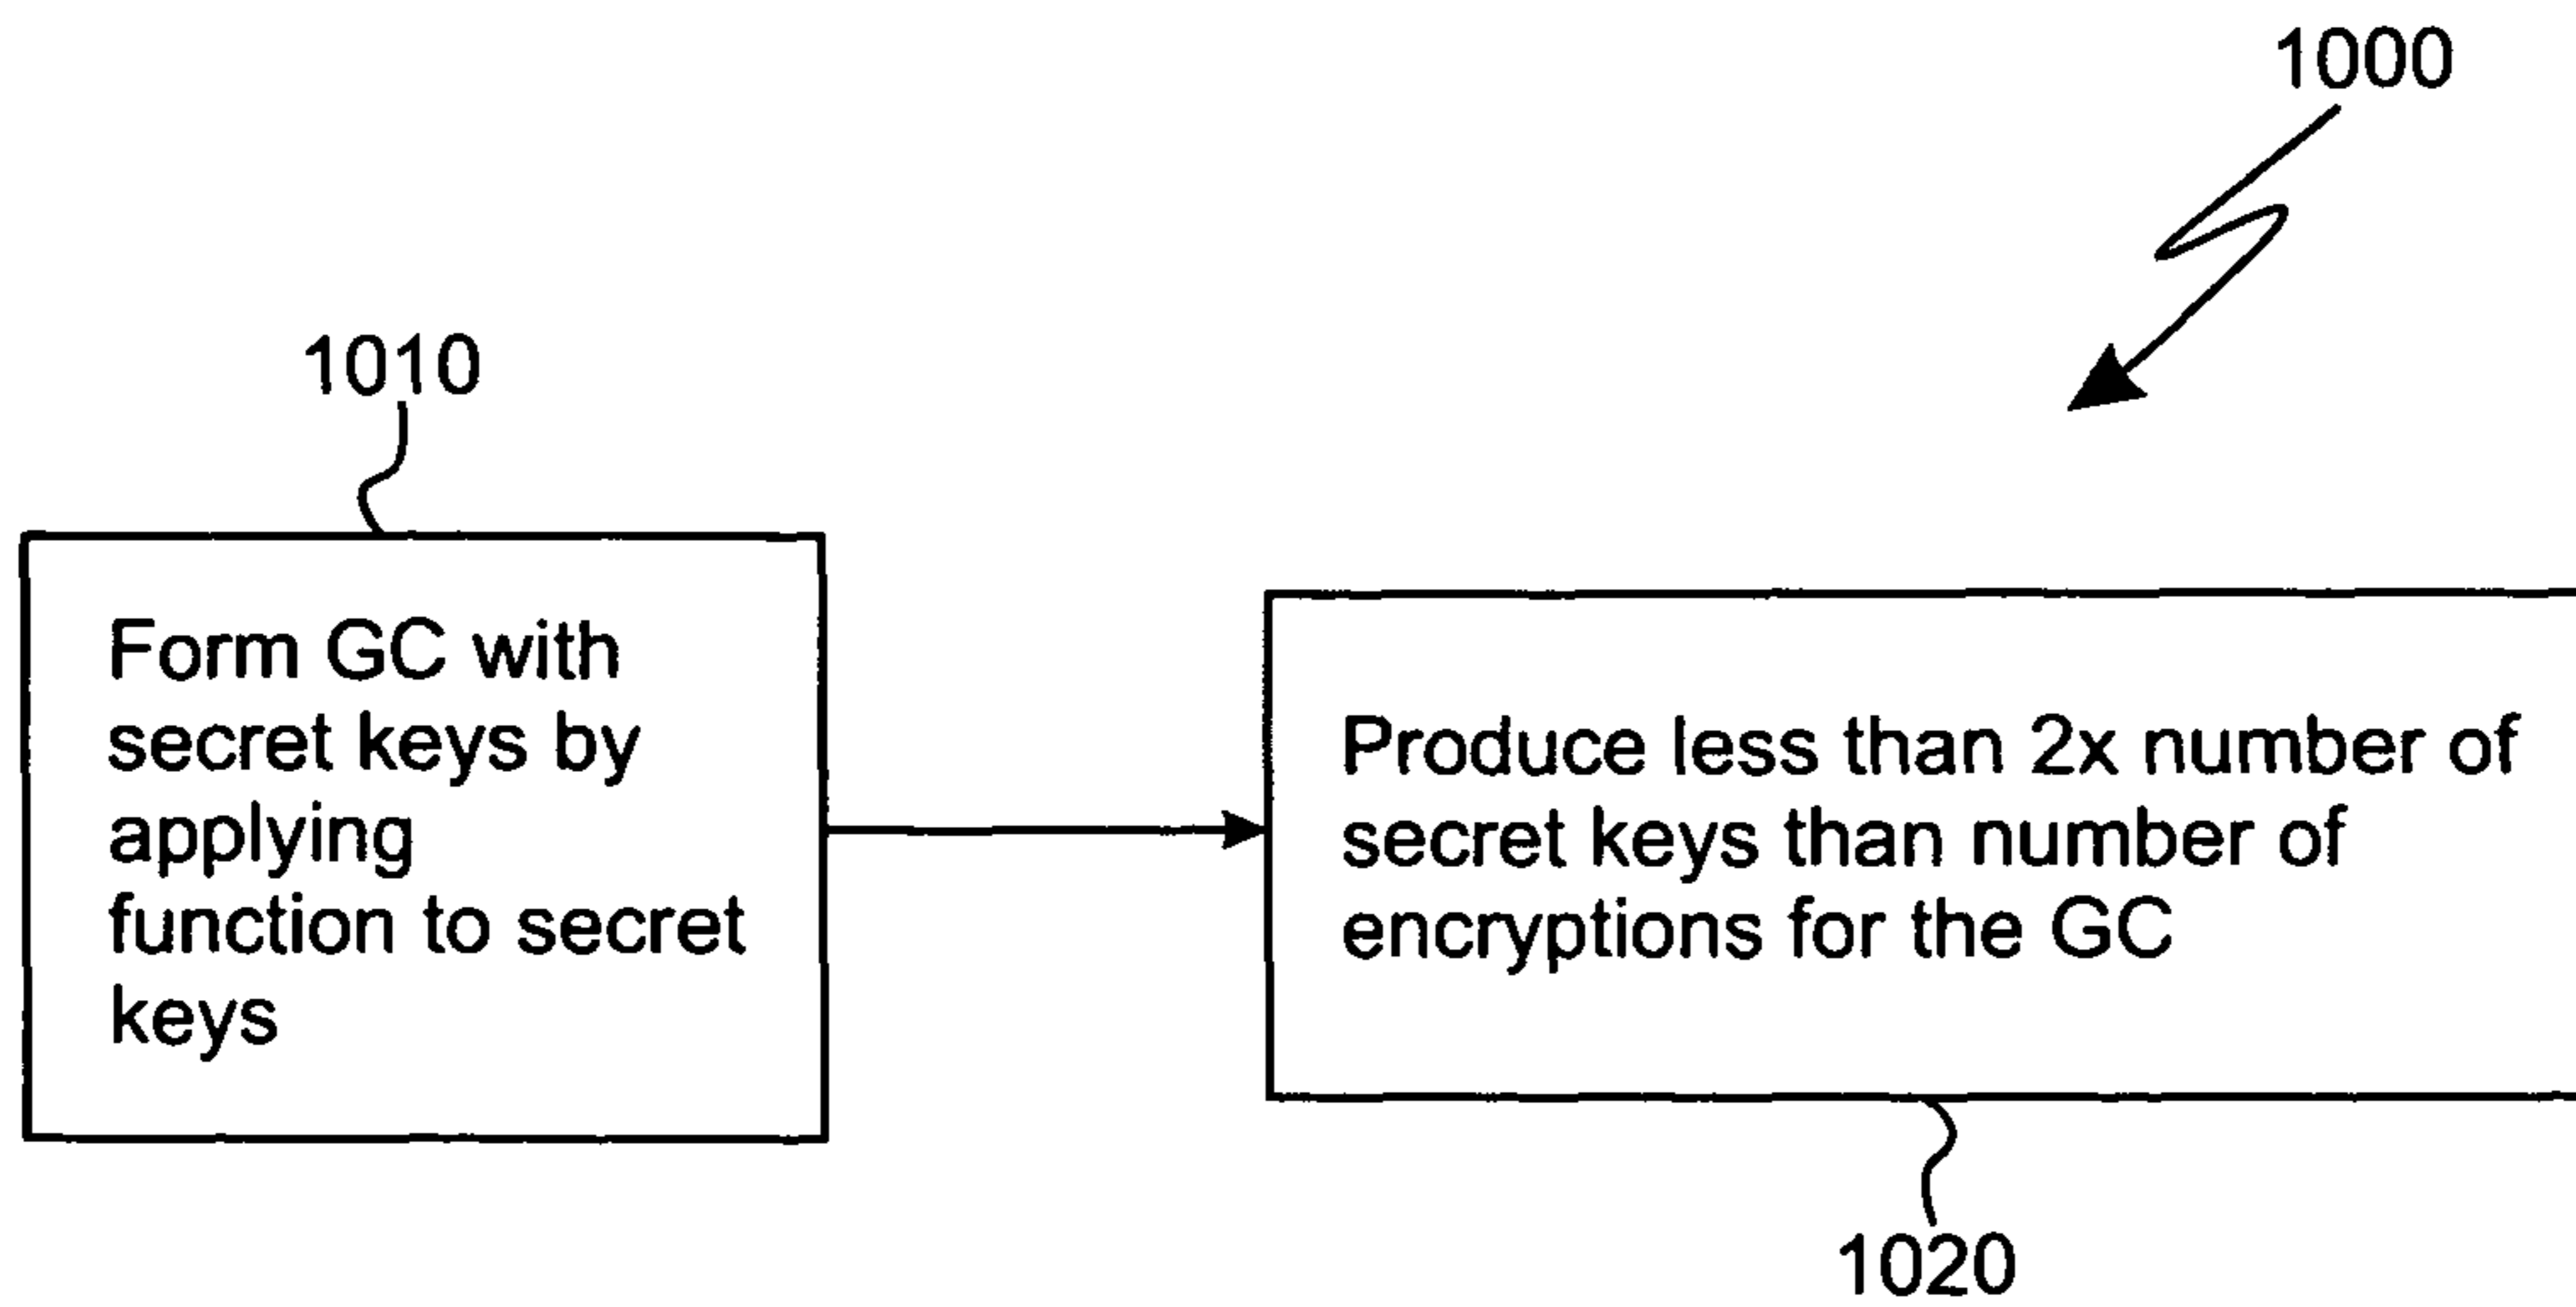 1000
1010
Form GC with
secret keys by
applying
function to secret
keys
Produce less than 2x number of
secret keys than number of
encryptions for the GC
1020